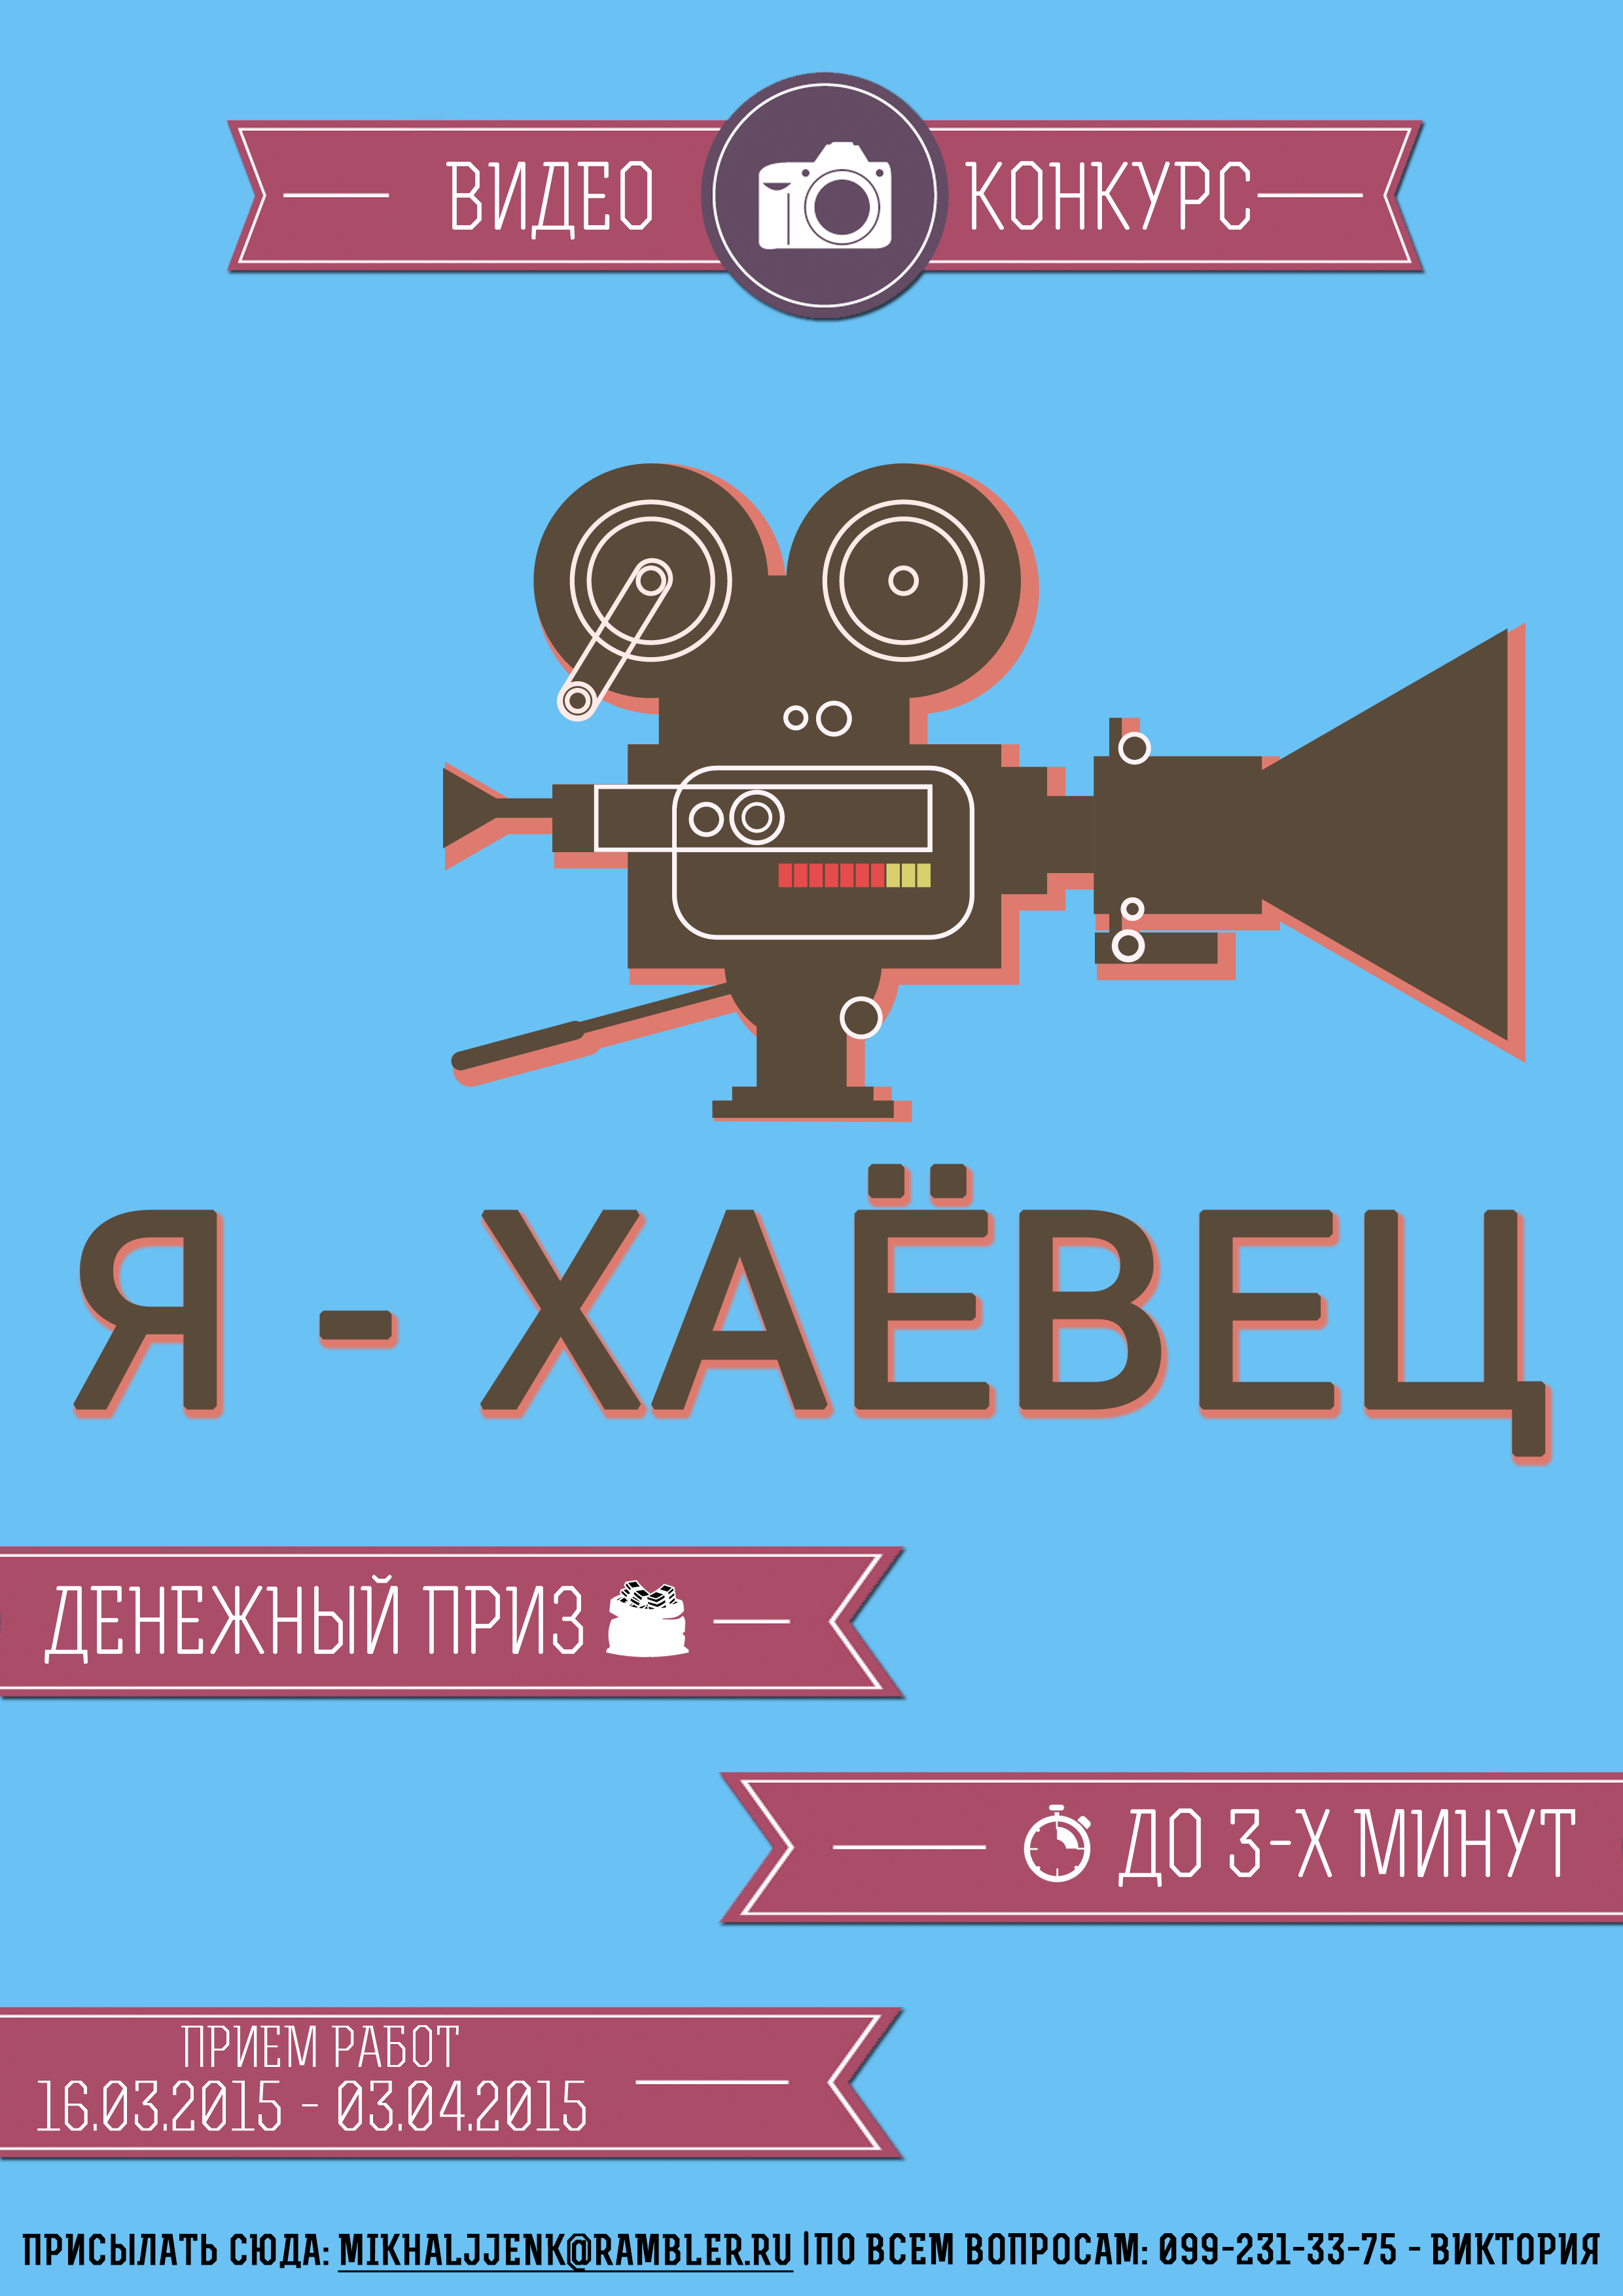 ВИДЕО КОНКУРС
Я - ХАЁВЕЦ
ДЕНЕЖНЫЙ ПРИЗ
ДО 3-Х МИНУТ
ПРИЕМ РАБОТ
16.03.2015 - 03.04.2015
ПРИСЫЛАТЬ СЮДА: MIKHALJJENK@RAMBLER.RU |ПО ВСЕМ ВОПРОСАМ: 099-231-33-75 - ВИКТОРИЯ